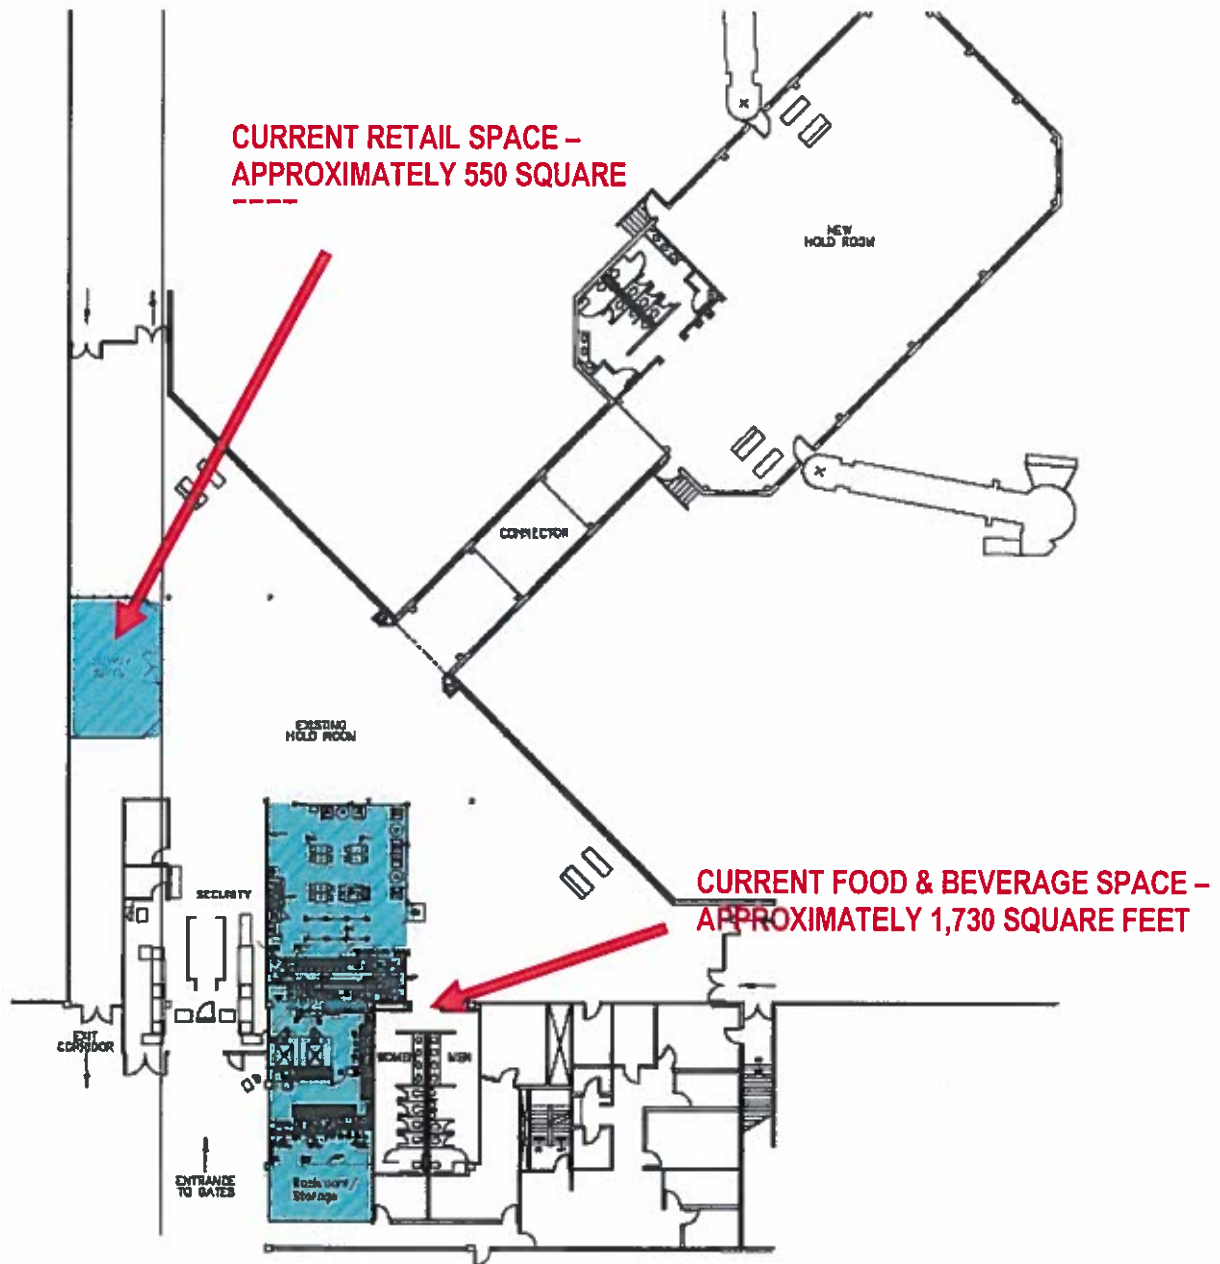 CURRENT RETAIL SPACE –
APPROXIMATELY 550 SQUARE
NEW
HOLD ROOM
CONNECTOR
EXISTING
HOLD ROOM
CURRENT FOOD & BEVERAGE SPACE –
APPROXIMATELY 1,730 SQUARE FEET
SECURITY
EXIT
CORRIDOR
WOMEN
MEN
ENTRANCE
TO GATES
Storage